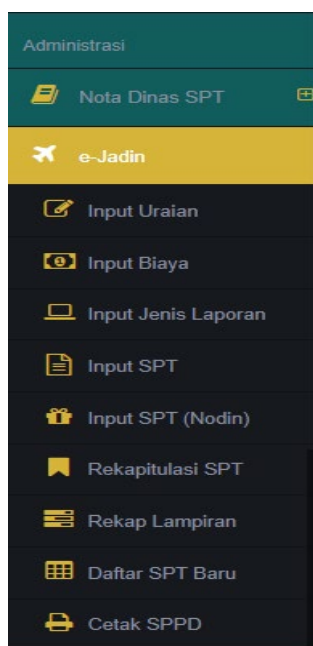 Administrasi
Nota Dinas SPT
e-Jadin
Input Uraian
Input Biaya
Input Jenis Laporan
Input SPT
Input SPT (Nodin)
Rekapitulasi SPT
Rekap Lampiran
Daftar SPT Baru
Cetak SPPD